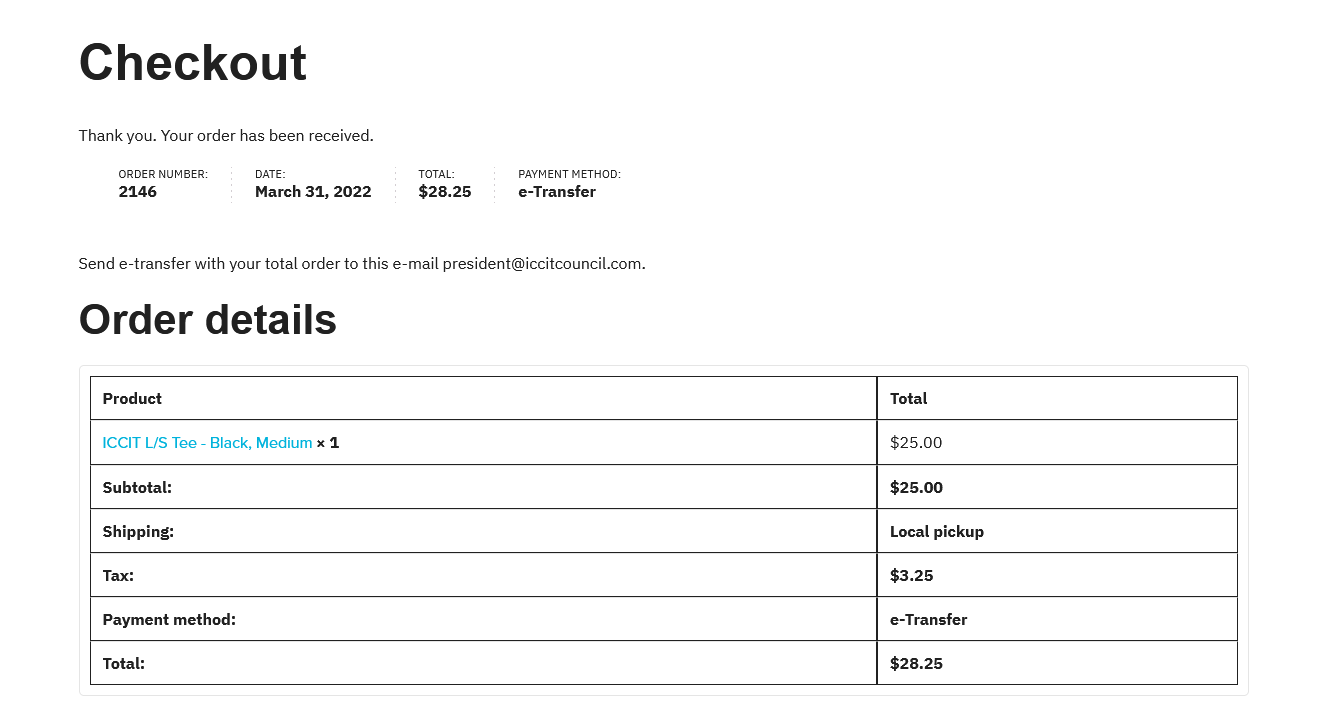 Checkout
Thank you. Your order has been received.
ORDER NUMBER: DATE: TOTAL: PAYMENT METHOD:
2146 March 31, 2022 $28.25 e-Transfer
Send e-transfer with your total order to this e-mail president@iccitcouncil.com.
Order details
Product Total
ICCIT L/S Tee - Black, Medium × 1 $25.00
Subtotal: $25.00
Shipping: Local pickup
Tax: $3.25
Payment method: e-Transfer
Total: $28.25